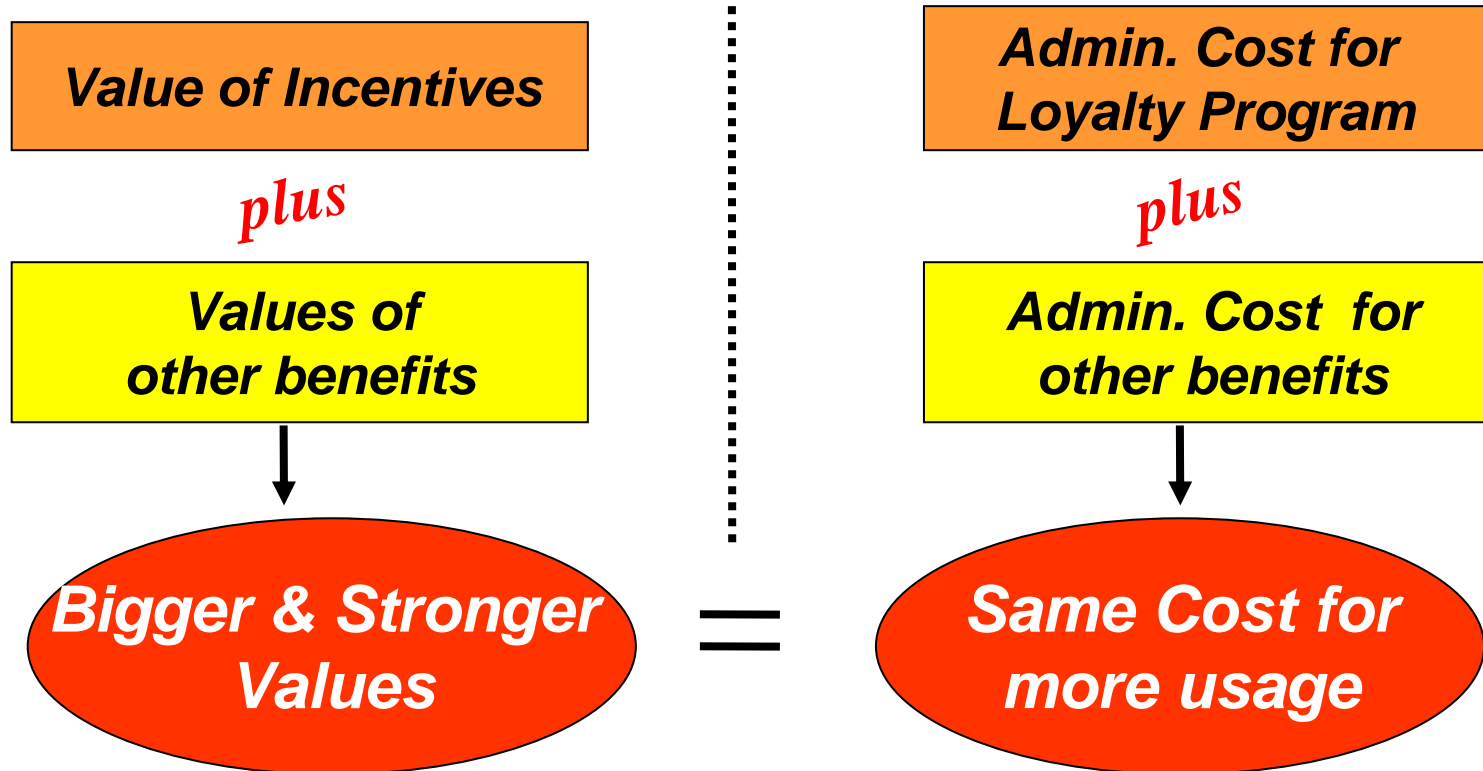 Value of Incentives
plus
Values of
other benefits
Bigger & Stronger
Values
=
Admin. Cost for
Loyalty Program
plus
Admin. Cost for
other benefits
Same Cost for
more usage